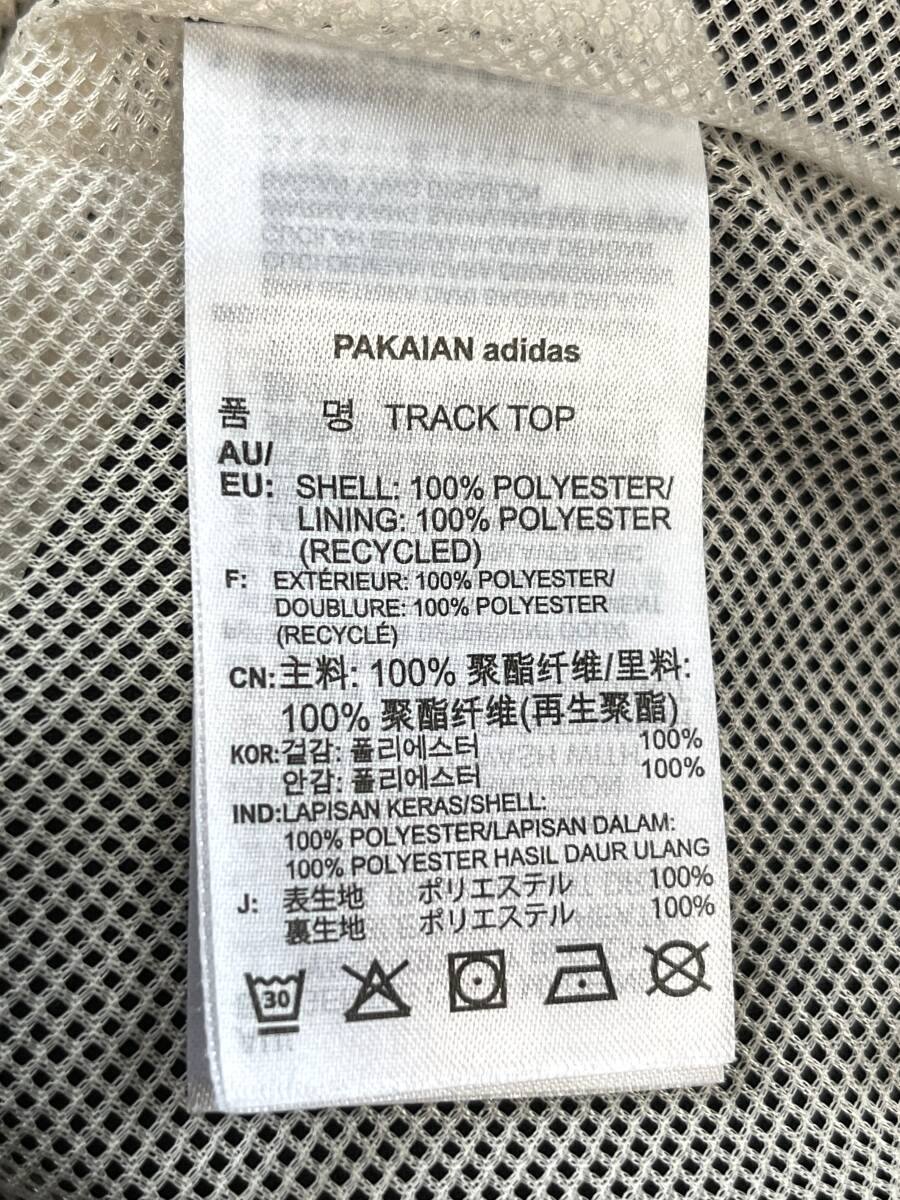 PAKAIAN adidas
품 명 TRACK TOP
AU/
EU: SHELL: 100% POLYESTER/
LINING: 100% POLYESTER
(RECYCLED)
F: EXTÉRIEUR: 100% POLYESTER/
DOUBLURE: 100% POLYESTER
(RECYCLÉ)
CN:主料: 100% 聚酯纤维/里料:
100% 聚酯纤维(再生聚酯)
KOR:겉감: 폴리에스터 100%
안감: 폴리에스터 100%
IND:LAPISAN KERAS/SHELL:
100% POLYESTER/LAPISAN DALAM:
100% POLYESTER HASIL DAUR ULANG
J: 表生地 ポリエステル 100%
裏生地 ポリエステル 100%
30